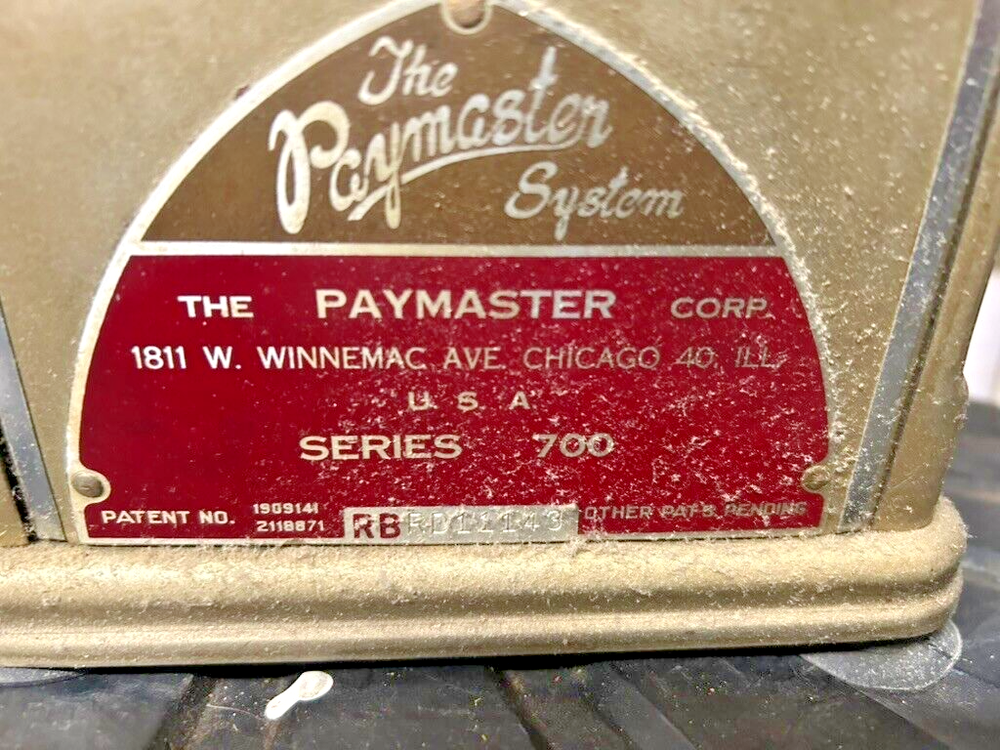 The
Paymaster
System
THE PAYMASTER CORP.
1811 W. WINNEMAC AVE. CHICAGO 40, ILL.
U. S. A.
SERIES 700
PATENT NO. 1909141 2118871 RB RD11143 OTHER PATS. PENDING